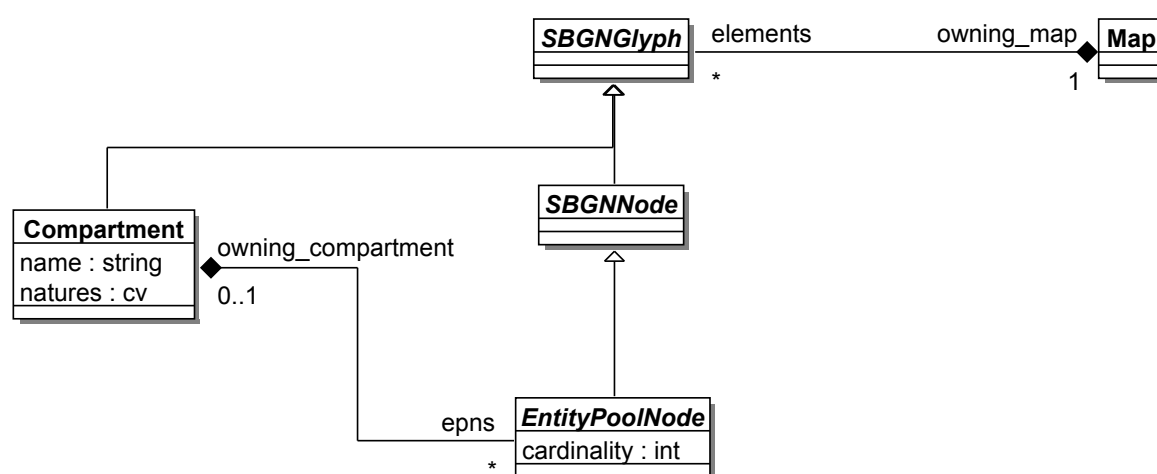 SBGNGlyph
elements
owning_map
Map
*
1
SBGNNode
Compartment
name : string
natures : cv
owning_compartment
0..1
epns
*
EntityPoolNode
cardinality : int